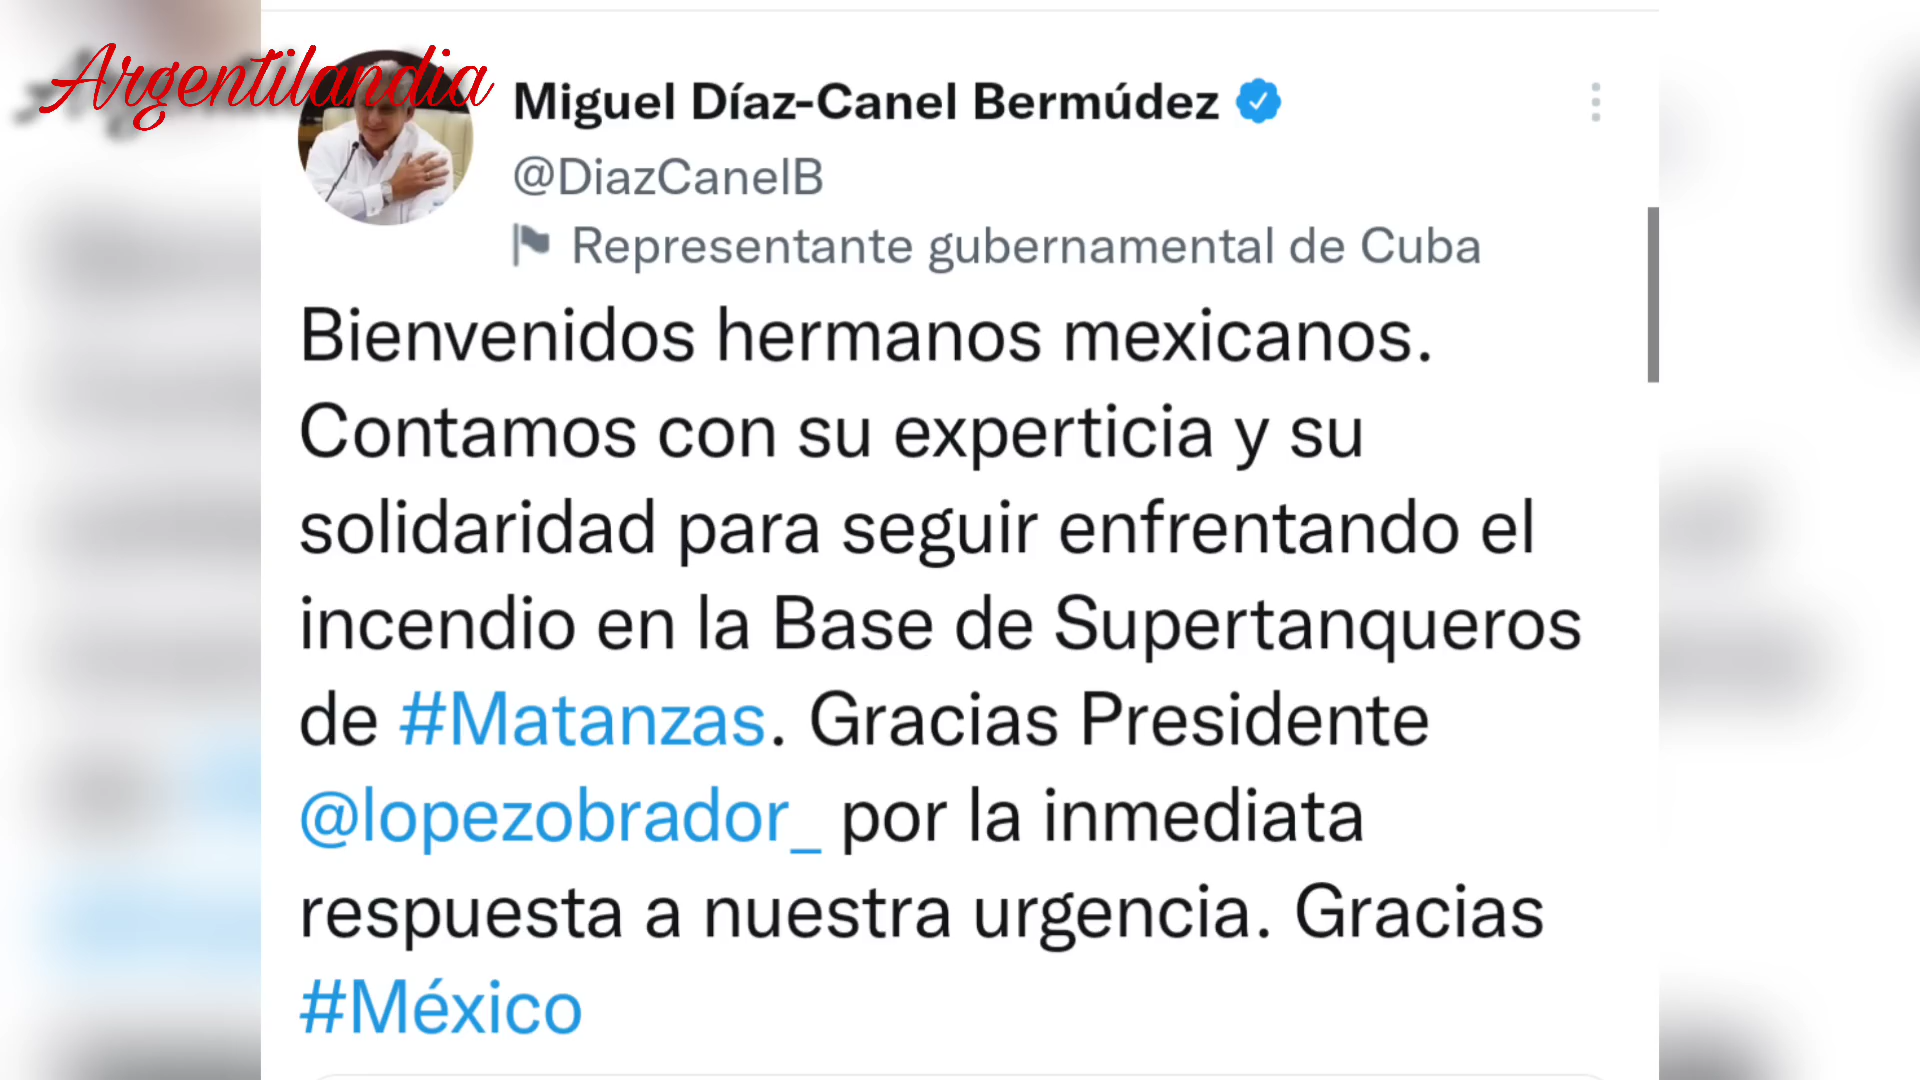 Argentilandia
Miguel Díaz-Canel Bermúdez
@DiazCanelB
Representante gubernamental de Cuba
Bienvenidos hermanos mexicanos.
Contamos con su experticia y su
solidaridad para seguir enfrentando el
incendio en la Base de Supertanqueros
de #Matanzas. Gracias Presidente
@lopezobrador_ por la inmediata
respuesta a nuestra urgencia. Gracias
#México